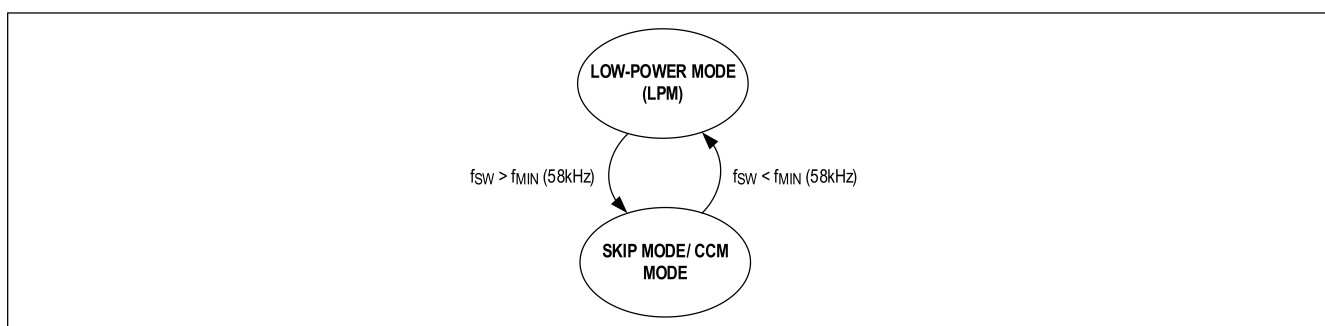 LOW-POWER MODE
(LPM)
fSW > fMIN (58kHz)
fSW < fMIN (58kHz)
SKIP MODE/ CCM
MODE